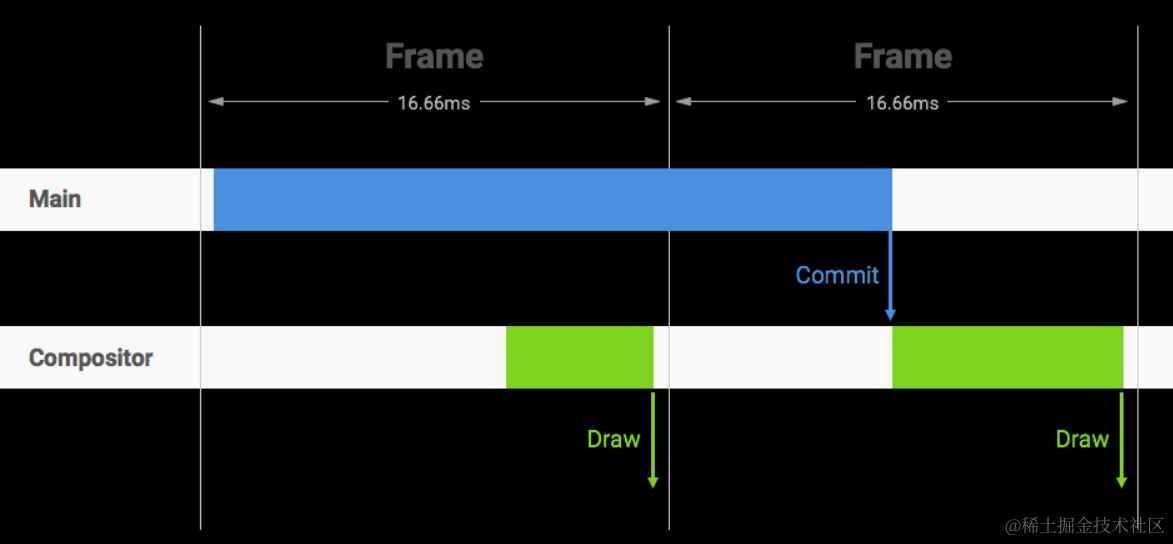 Frame Frame
16.66ms 16.66ms
Main
Commit
Compositor
Draw Draw
@稀土掘金技术社区